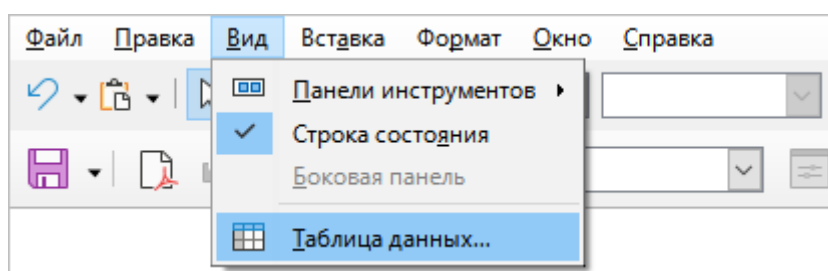 Файл Правка Вид Вставка Формат Окно Справка
Панели инструментов
Строка состояния
Боковая панель
Таблица данных...